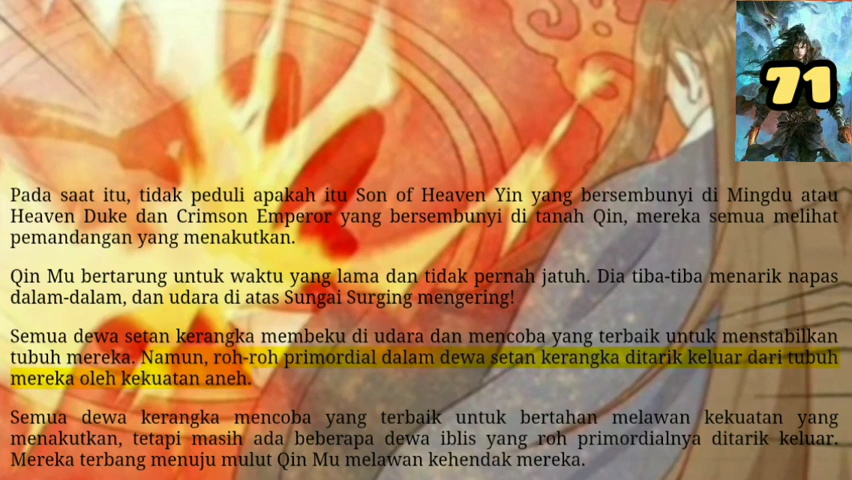 71
Pada saat itu, tidak peduli apakah itu Son of Heaven Yin yang bersembunyi di Mingdu atau
Heaven Duke dan Crimson Emperor yang bersembunyi di tanah Qin, mereka semua melihat
pemandangan yang menakutkan.
Qin Mu bertarung untuk waktu yang lama dan tidak pernah jatuh. Dia tiba-tiba menarik napas
dalam-dalam, dan udara di atas Sungai Surging mengering!
Semua dewa setan kerangka membeku di udara dan mencoba yang terbaik untuk menstabilkan
tubuh mereka. Namun, roh-roh primordial dalam dewa setan kerangka ditarik keluar dari tubuh
mereka oleh kekuatan aneh.
Semua dewa kerangka mencoba yang terbaik untuk bertahan melawan kekuatan yang
menakutkan, tetapi masih ada beberapa dewa iblis yang roh primordialnya ditarik keluar.
Mereka terbang menuju mulut Qin Mu melawan kehendak mereka.